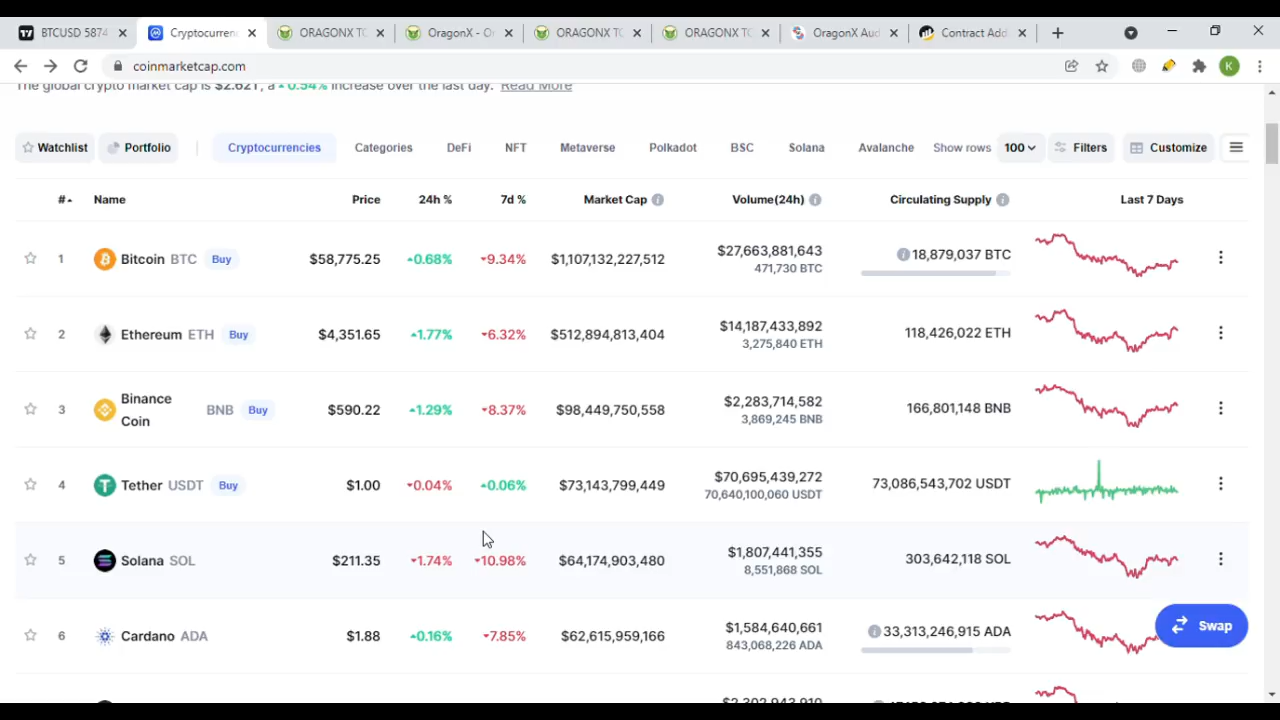 BTCUSD 5874
Cryptocurren
ORAGONX TO
OragonX - Or
ORAGONX TO
ORAGONX TO
OragonX Aud
Contract Add
coinmarketcap.com
K
The global crypto market cap is $2.62T, a 0.54% increase over the last day. Read More
Watchlist Portfolio Cryptocurrencies Categories DeFi NFT Metaverse Polkadot BSC Solana Avalanche Show rows 100 Filters Customize
# Name Price 24h % 7d % Market Cap Volume(24h) Circulating Supply Last 7 Days
1 Bitcoin BTC Buy $58,775.25 0.68% 9.34% $1,107,132,227,512 $27,663,881,643 18,879,037 BTC
471,730 BTC
2 Ethereum ETH Buy $4,351.65 1.77% 6.32% $512,894,813,404 $14,187,433,892 118,426,022 ETH
3,275,840 ETH
3 Binance Coin BNB Buy $590.22 1.29% 8.37% $98,449,750,558 $2,283,714,582 166,801,148 BNB
3,869,245 BNB
4 Tether USDT Buy $1.00 0.04% 0.06% $73,143,799,449 $70,695,439,272 73,086,543,702 USDT
70,640,100,060 USDT
5 Solana SOL $211.35 1.74% 10.98% $64,174,903,480 $1,807,441,355 303,642,118 SOL
8,551,868 SOL
6 Cardano ADA $1.88 0.16% 7.85% $62,615,959,166 $1,584,640,661 33,313,246,915 ADA
843,068,226 ADA
Swap